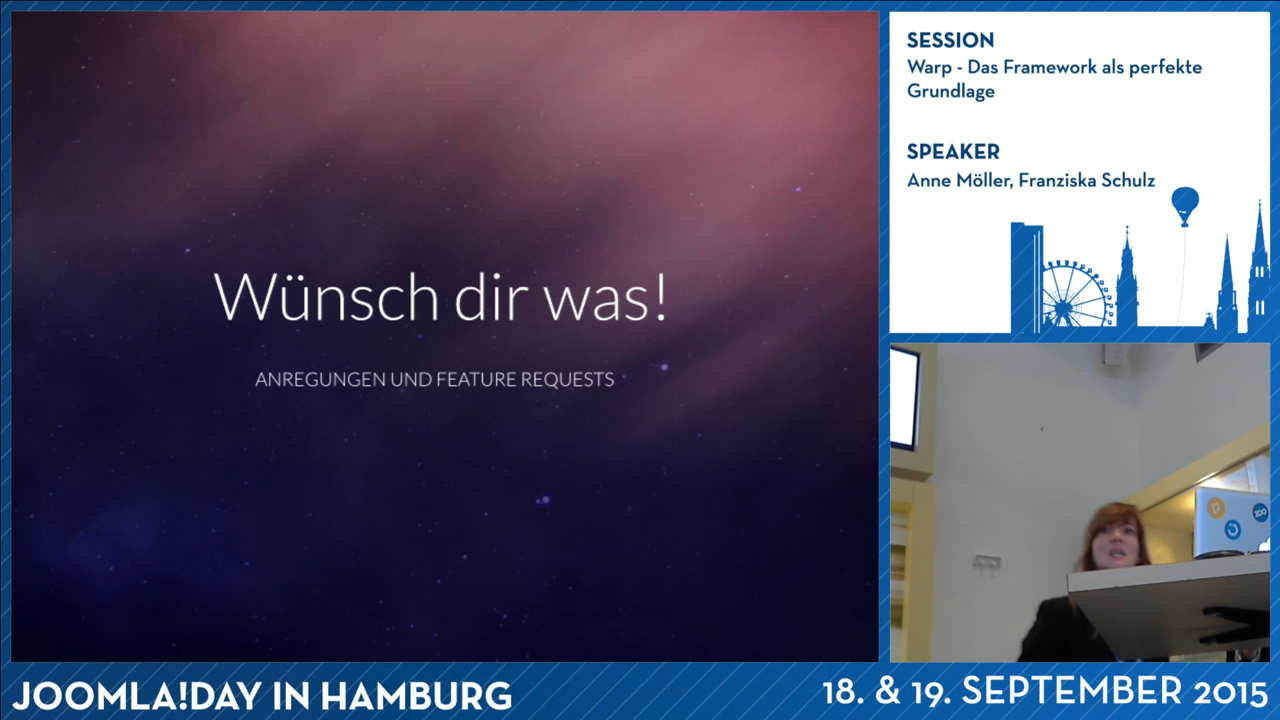 Wünsch dir was!
ANREGUNGEN UND FEATURE REQUESTS
SESSION
Warp - Das Framework als perfekte
Grundlage
SPEAKER
Anne Möller, Franziska Schulz
ZOO
JOOMLA!DAY IN HAMBURG
18. & 19. SEPTEMBER 2015